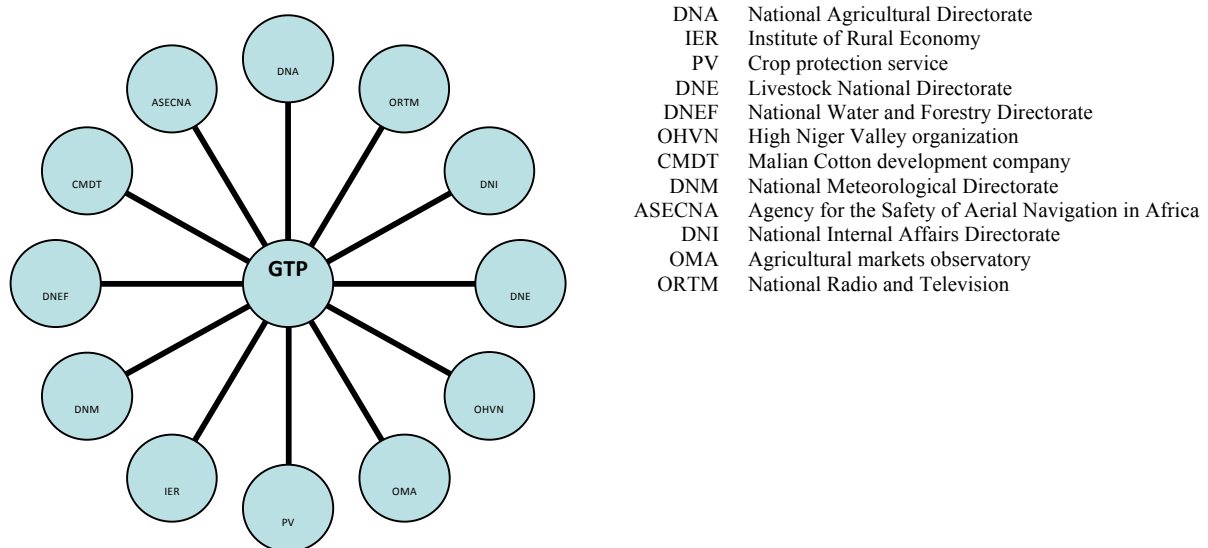 DNA
ORTM
ASECNA
DNI
CMDT
GTP
DNEF
DNE
DNM
OHVN
IER
OMA
PV
DNA National Agricultural Directorate
IER Institute of Rural Economy
PV Crop protection service
DNE Livestock National Directorate
DNEF National Water and Forestry Directorate
OHVN High Niger Valley organization
CMDT Malian Cotton development company
DNM National Meteorological Directorate
ASECNA Agency for the Safety of Aerial Navigation in Africa
DNI National Internal Affairs Directorate
OMA Agricultural markets observatory
ORTM National Radio and Television